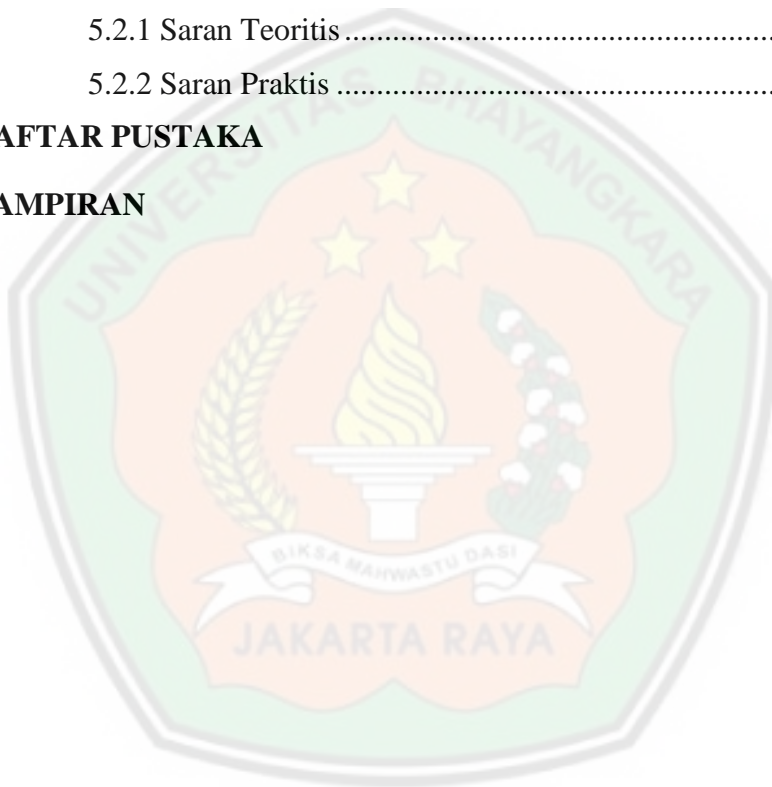 5.2.1 Saran Teoritis................................................................
5.2.2 Saran Praktis ................................................................
AFTAR PUSTAKA
AMPIRAN
UNIVERSITAS BHAYANGKARA
BIKSA MAHWASTU DASI
JAKARTA RAYA